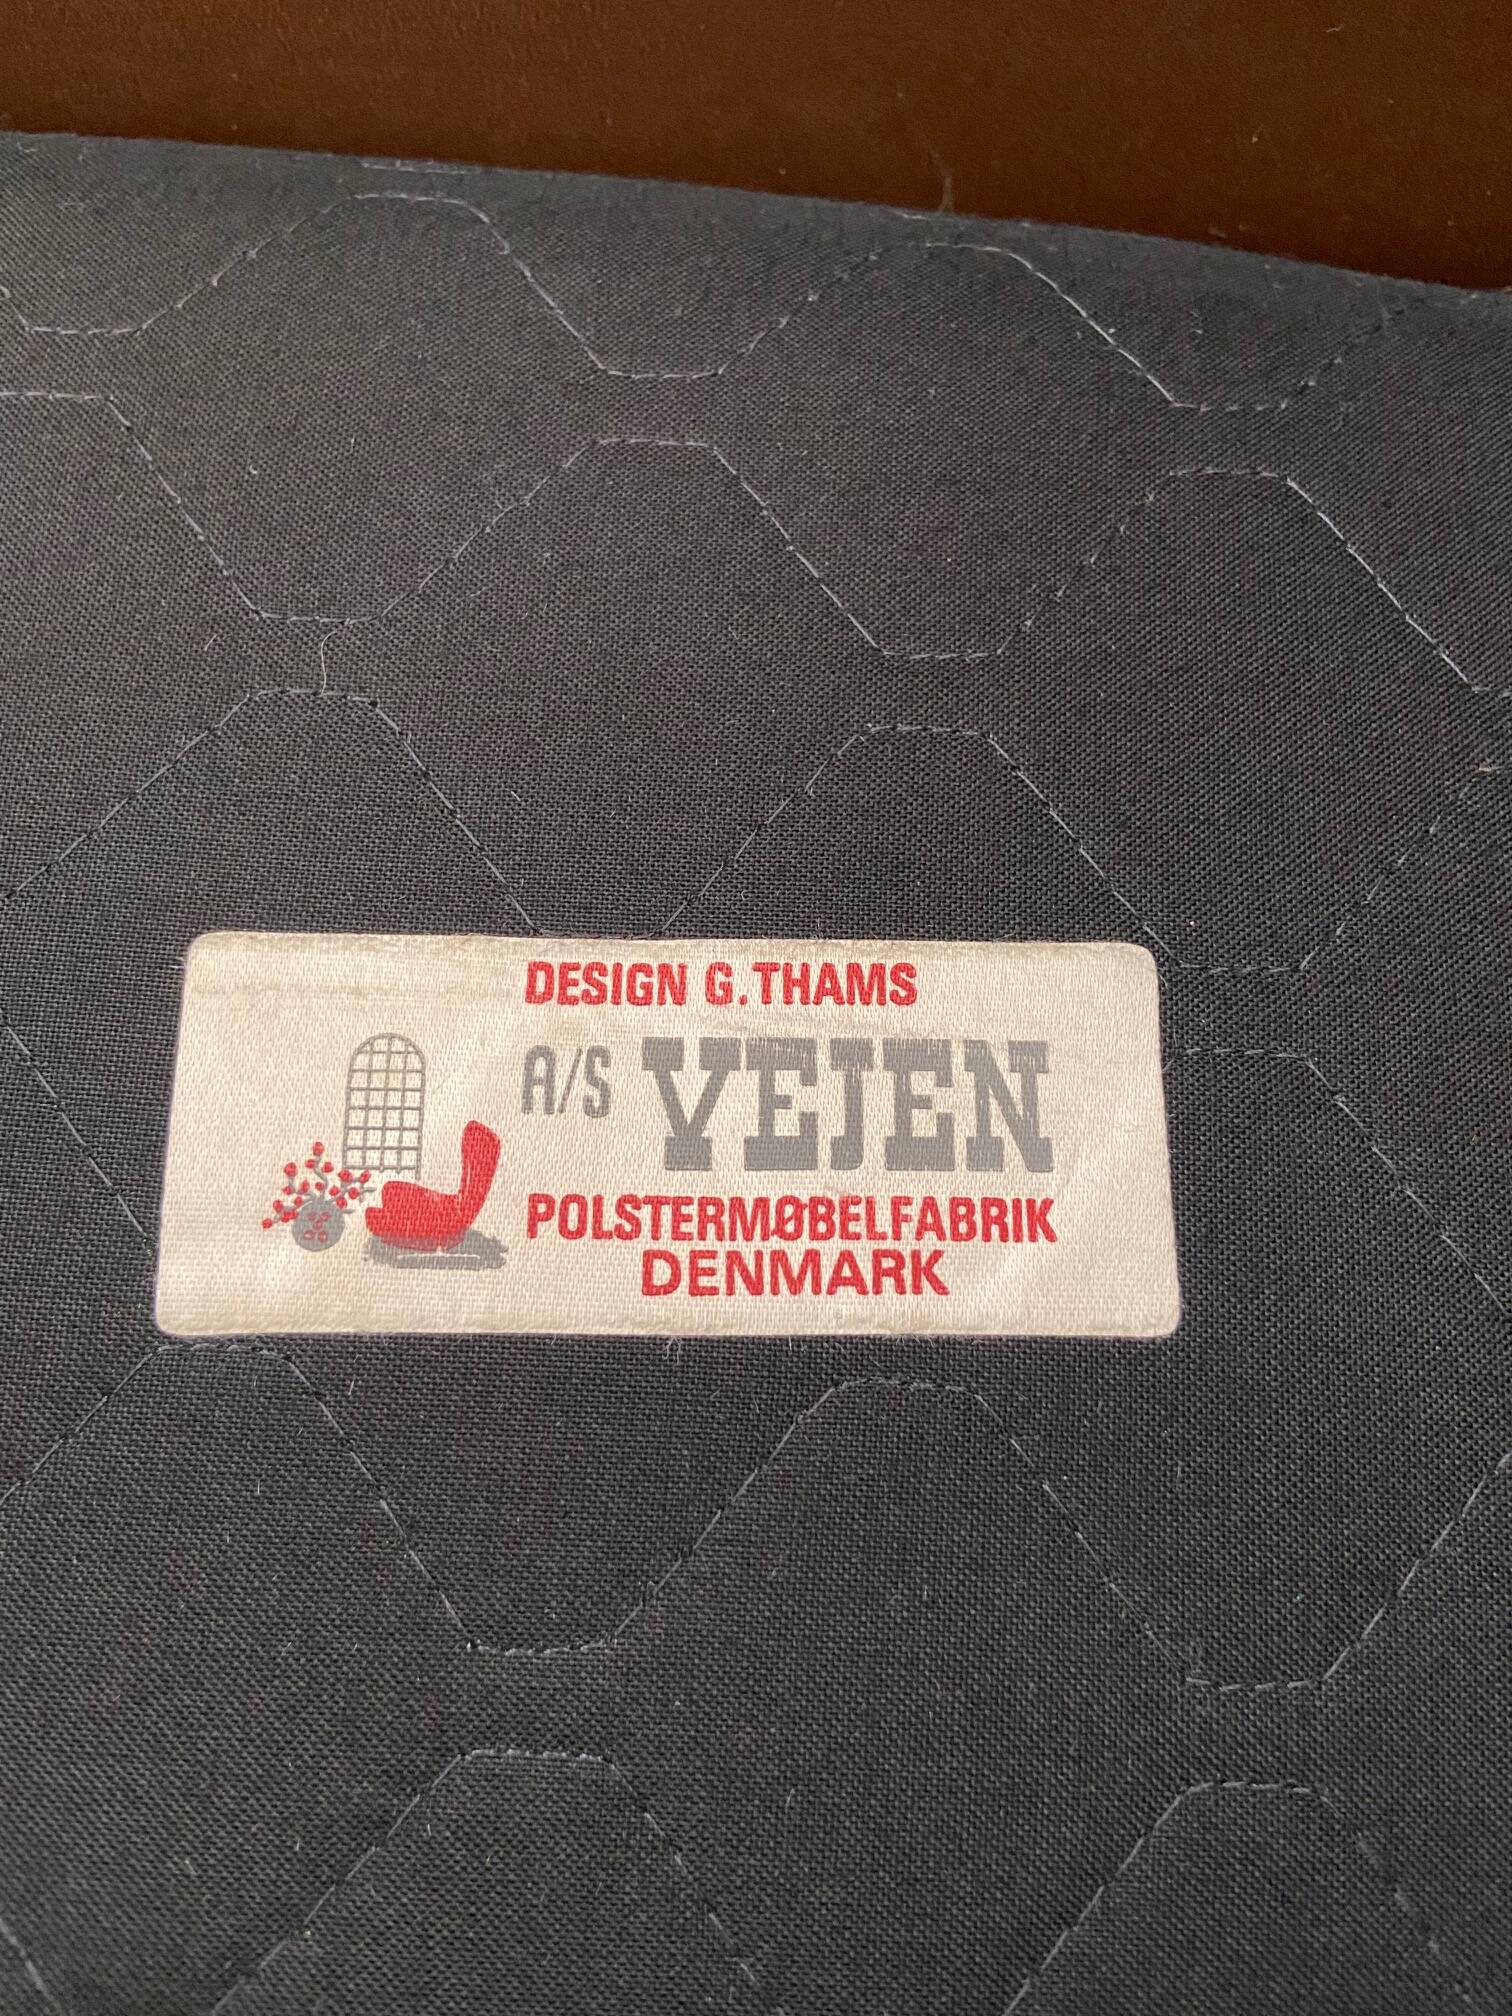 DESIGN G. THAMS
A/S VEJEN
POLSTERMØBELFABRIK
DENMARK